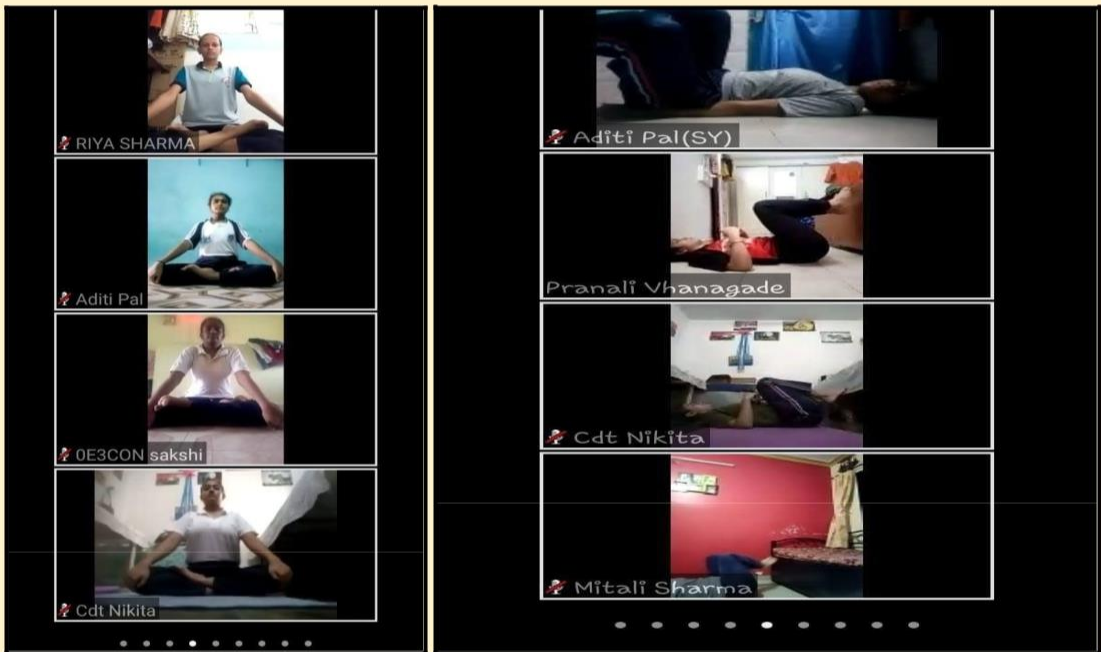 RIYA SHARMA
Aditi Pal
0E3CON sakshi
Cdt Nikita
Aditi Pal(SY)
Pranali Vhanagade
Cdt Nikita
Mitali Sharma